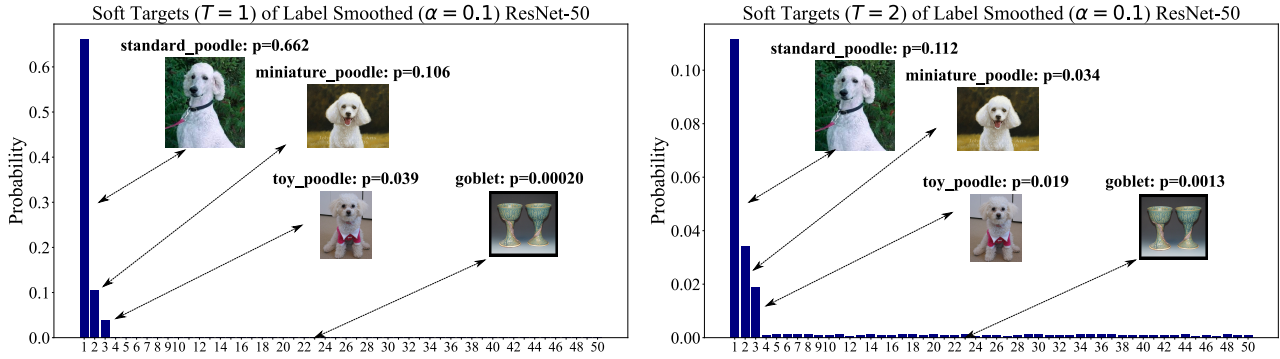 Soft Targets (T = 1) of Label Smoothed (α = 0.1) ResNet-50
Probability
0.6
0.5
0.4
0.3
0.2
0.1
0.0
standard_poodle: p=0.662
miniature_poodle: p=0.106
toy_poodle: p=0.039
goblet: p=0.00020
1 2 3 4 5 6 7 8 9 10 12 14 16 18 20 22 24 26 28 30 32 34 36 38 40 42 44 46 48 50
Soft Targets (T = 2) of Label Smoothed (α = 0.1) ResNet-50
Probability
0.10
0.08
0.06
0.04
0.02
0.00
standard_poodle: p=0.112
miniature_poodle: p=0.034
toy_poodle: p=0.019
goblet: p=0.0013
1 2 3 4 5 6 7 8 9 10 12 14 16 18 20 22 24 26 28 30 32 34 36 38 40 42 44 46 48 50